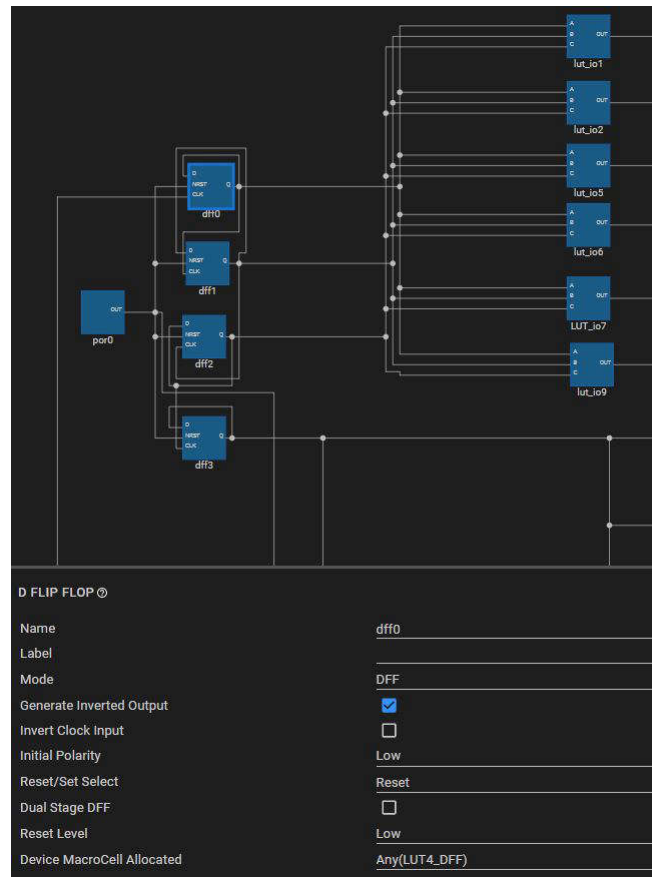 A
B OUT
C
lut_io1
A
B OUT
C
lut_io2
A
B OUT
C
lut_io5
A
B OUT
C
lut_io6
A
B OUT
C
LUT_io7
A
B OUT
C
lut_io9
D
NRST Q
CLK
dff0
D
NRST Q
CLK
dff1
OUT
por0
D
NRST Q
CLK
dff2
D
NRST Q
CLK
dff3
D FLIP FLOP
Name dff0
Label
Mode DFF
Generate Inverted Output
Invert Clock Input
Initial Polarity Low
Reset/Set Select Reset
Dual Stage DFF
Reset Level Low
Device MacroCell Allocated Any(LUT4_DFF)